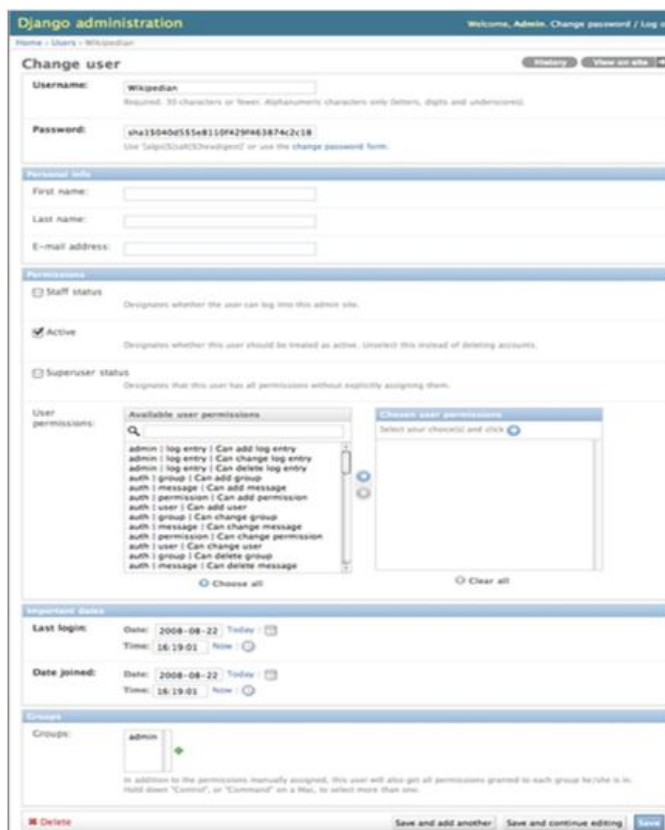 Django administration
Welcome, Admin. Change password / Log
Home › Users › Wikipedian
Change user
History
View on site
Username:
Wikipedian
Required. 30 characters or fewer. Alphanumeric characters only (letters, digits and underscores).
Password:
Use '[algo]$[salt]$[hexdigest]' or use the change password form.
Personal info
First name:
Last name:
E-mail address:
Permissions
Staff status
Designates whether the user can log into this admin site.
Active
Designates whether this user should be treated as active. Unselect this instead of deleting accounts.
Superuser status
Designates that this user has all permissions without explicitly assigning them.
User permissions:
Available user permissions
admin | log entry | Can add log entry
admin | log entry | Can change log entry
admin | log entry | Can delete log entry
auth | group | Can add group
auth | message | Can add message
auth | permission | Can add permission
auth | user | Can add user
auth | group | Can change group
auth | message | Can change message
auth | permission | Can change permission
auth | user | Can change user
auth | group | Can delete group
auth | message | Can delete message
Choose all
Chosen user permissions
Select your choice(s) and click
Clear all
Important dates
Last login:
Date: 2008-08-22 Today |
Time: 16:19:01 Now |
Date joined:
Date: 2008-08-22 Today |
Time: 16:19:01 Now |
Groups
Groups:
admin
In addition to the permissions manually assigned, this user will also get all permissions granted to each group he/she is in.
Hold down "Control", or "Command" on a Mac, to select more than one.
Delete
Save and add another
Save and continue editing
Save